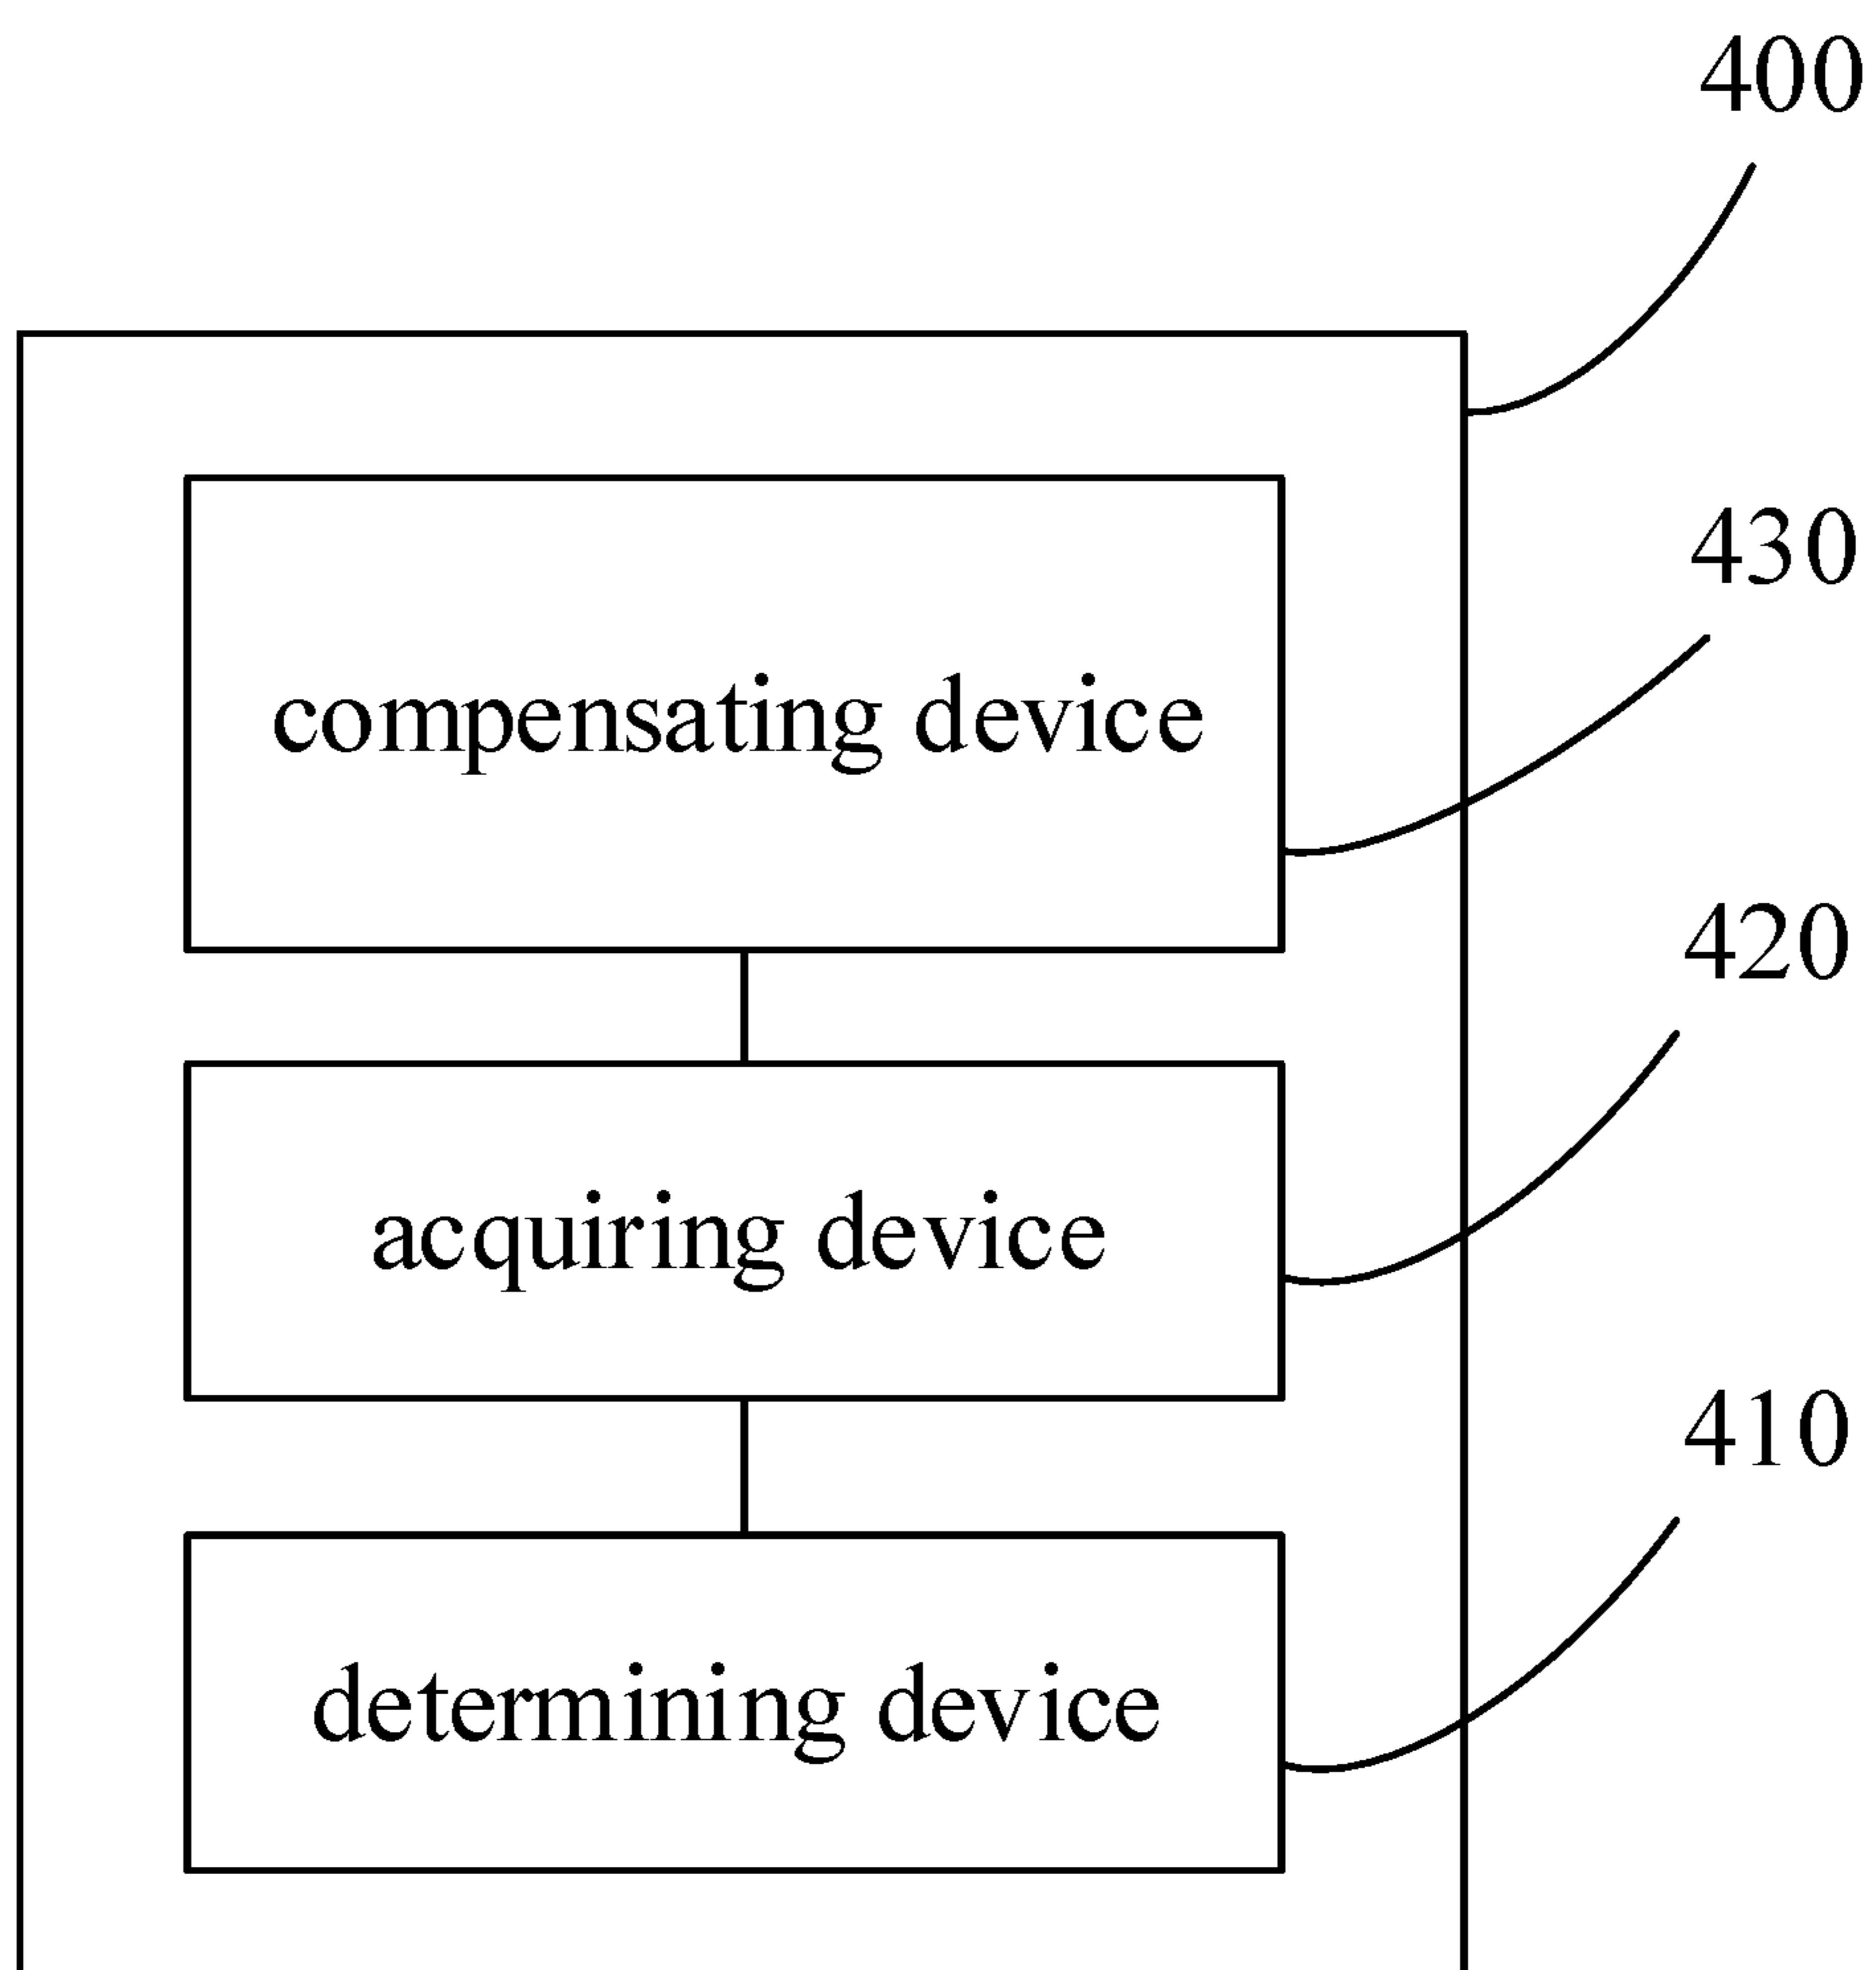 400
430
compensating device
420
acquiring device
410
determining device